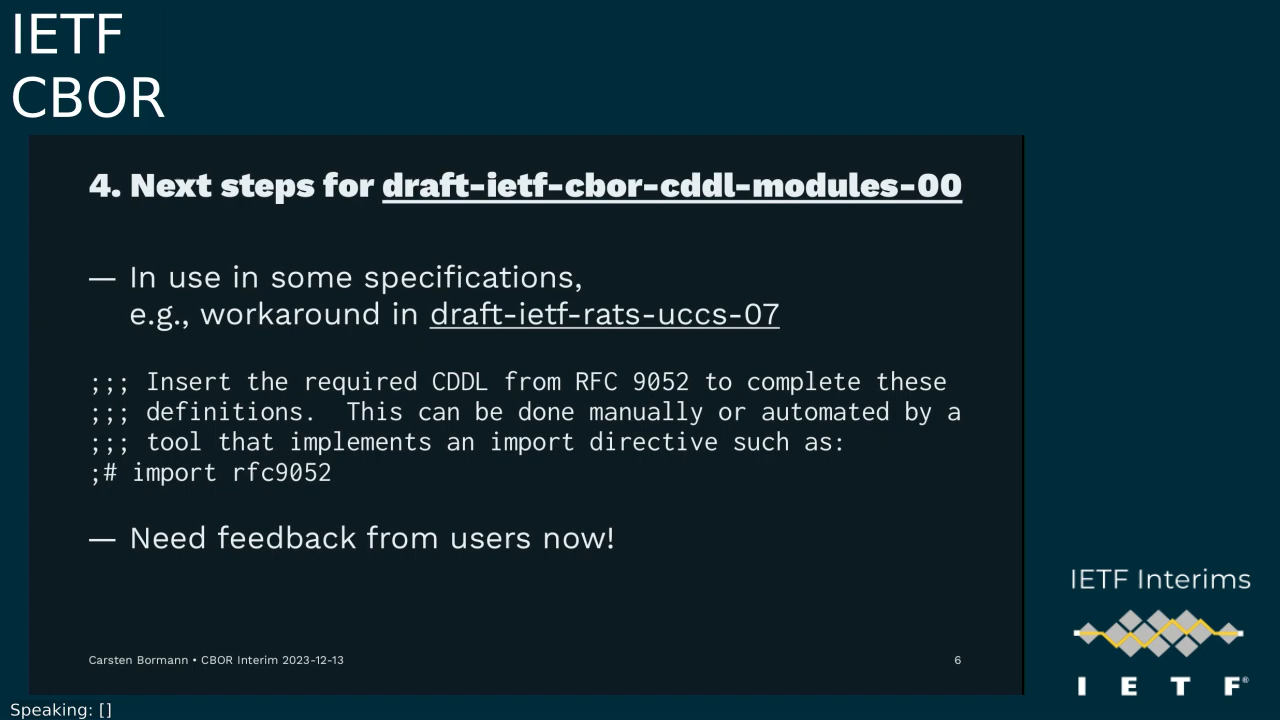 IETF
CBOR
4. Next steps for draft-ietf-cbor-cddl-modules-00
— In use in some specifications,
e.g., workaround in draft-ietf-rats-uccs-07
;;; Insert the required CDDL from RFC 9052 to complete these
;;; definitions.  This can be done manually or automated by a
;;; tool that implements an import directive such as:
;# import rfc9052
— Need feedback from users now!
Carsten Bormann • CBOR Interim 2023-12-13
6
IETF Interims
I E T F®
Speaking: []